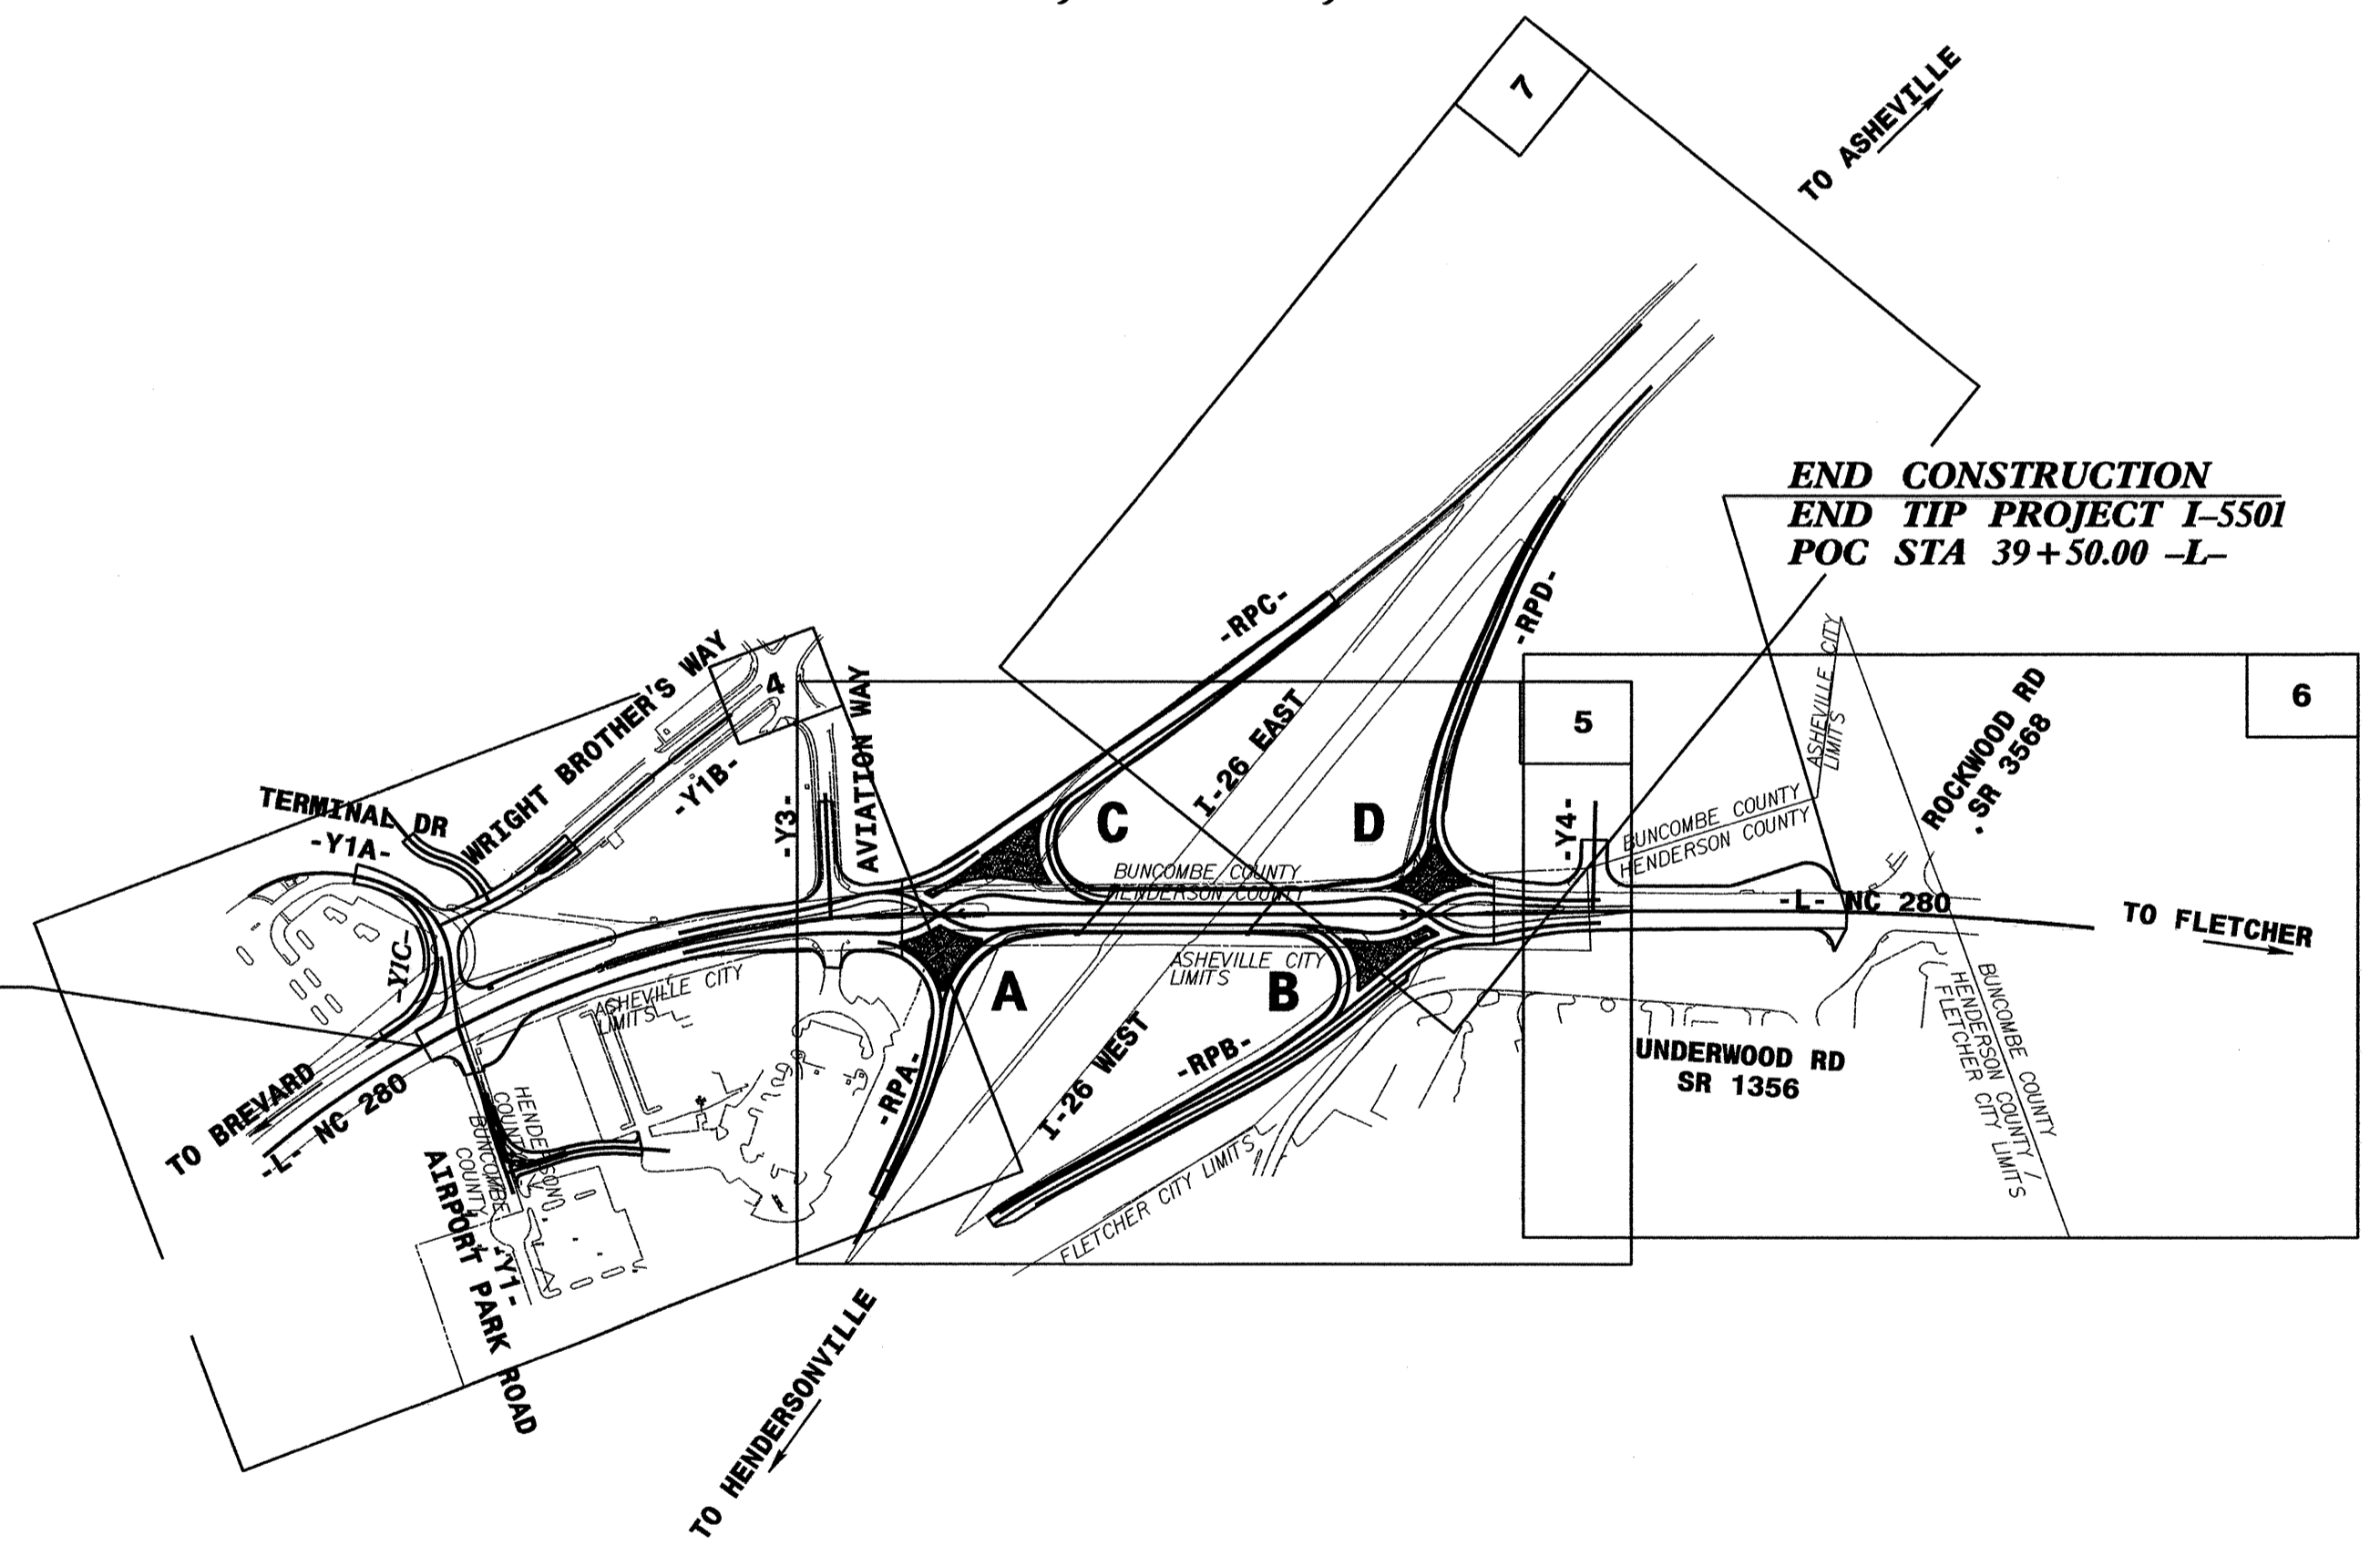 7
TO ASHEVILLE
END CONSTRUCTION
END TIP PROJECT I-5501
POC STA 39+50.00 -L-
-RPC-
-RPD-
ASHEVILLE CITY
LIMITS
ROCKWOOD RD
SR 3568
6
5
4
WRIGHT BROTHER'S WAY
-Y1B-
AVIATION WAY
-Y3-
I-26 EAST
TERMINAL DR
-Y1A-
C
D
-Y4-
BUNCOMBE COUNTY
HENDERSON COUNTY
BUNCOMBE COUNTY
HENDERSON COUNTY
-L- NC 280
TO FLETCHER
-Y1C-
ASHEVILLE CITY
LIMITS
ASHEVILLE CITY
LIMITS
A
B
BUNCOMBE COUNTY
HENDERSON COUNTY /
FLETCHER CITY LIMITS
I-26 WEST
-RPB-
-RPA-
UNDERWOOD RD
SR 1356
TO BREVARD
-L- NC 280
HENDERSON
COUNTY
BUNCOMBE
COUNTY
FLETCHER CITY LIMITS
-Y1-
AIRPORT PARK ROAD
TO HENDERSONVILLE